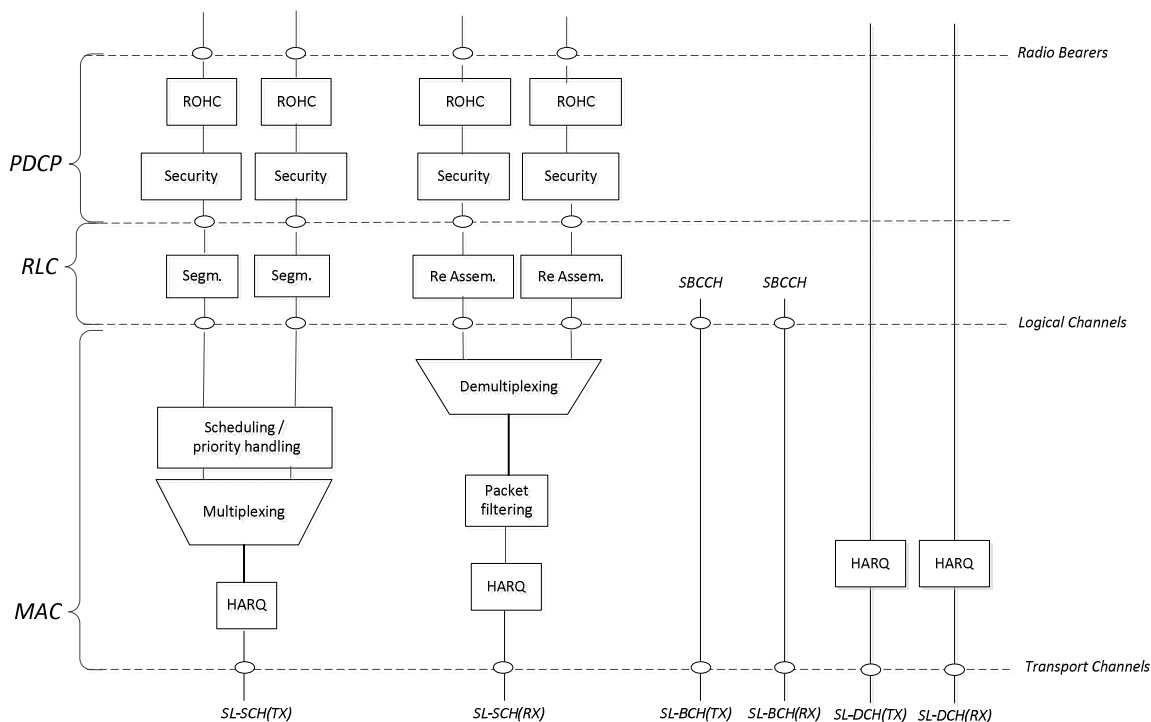 Radio Bearers
ROHC
ROHC
ROHC
ROHC
PDCP
Security
Security
Security
Security
RLC
Segm.
Segm.
Re Assem.
Re Assem.
SBCCH
SBCCH
Logical Channels
Demultiplexing
Scheduling /
priority handling
Packet
filtering
Multiplexing
HARQ
HARQ
HARQ
HARQ
MAC
Transport Channels
SL-SCH(TX)
SL-SCH(RX)
SL-BCH(TX)
SL-BCH(RX)
SL-DCH(TX)
SL-DCH(RX)